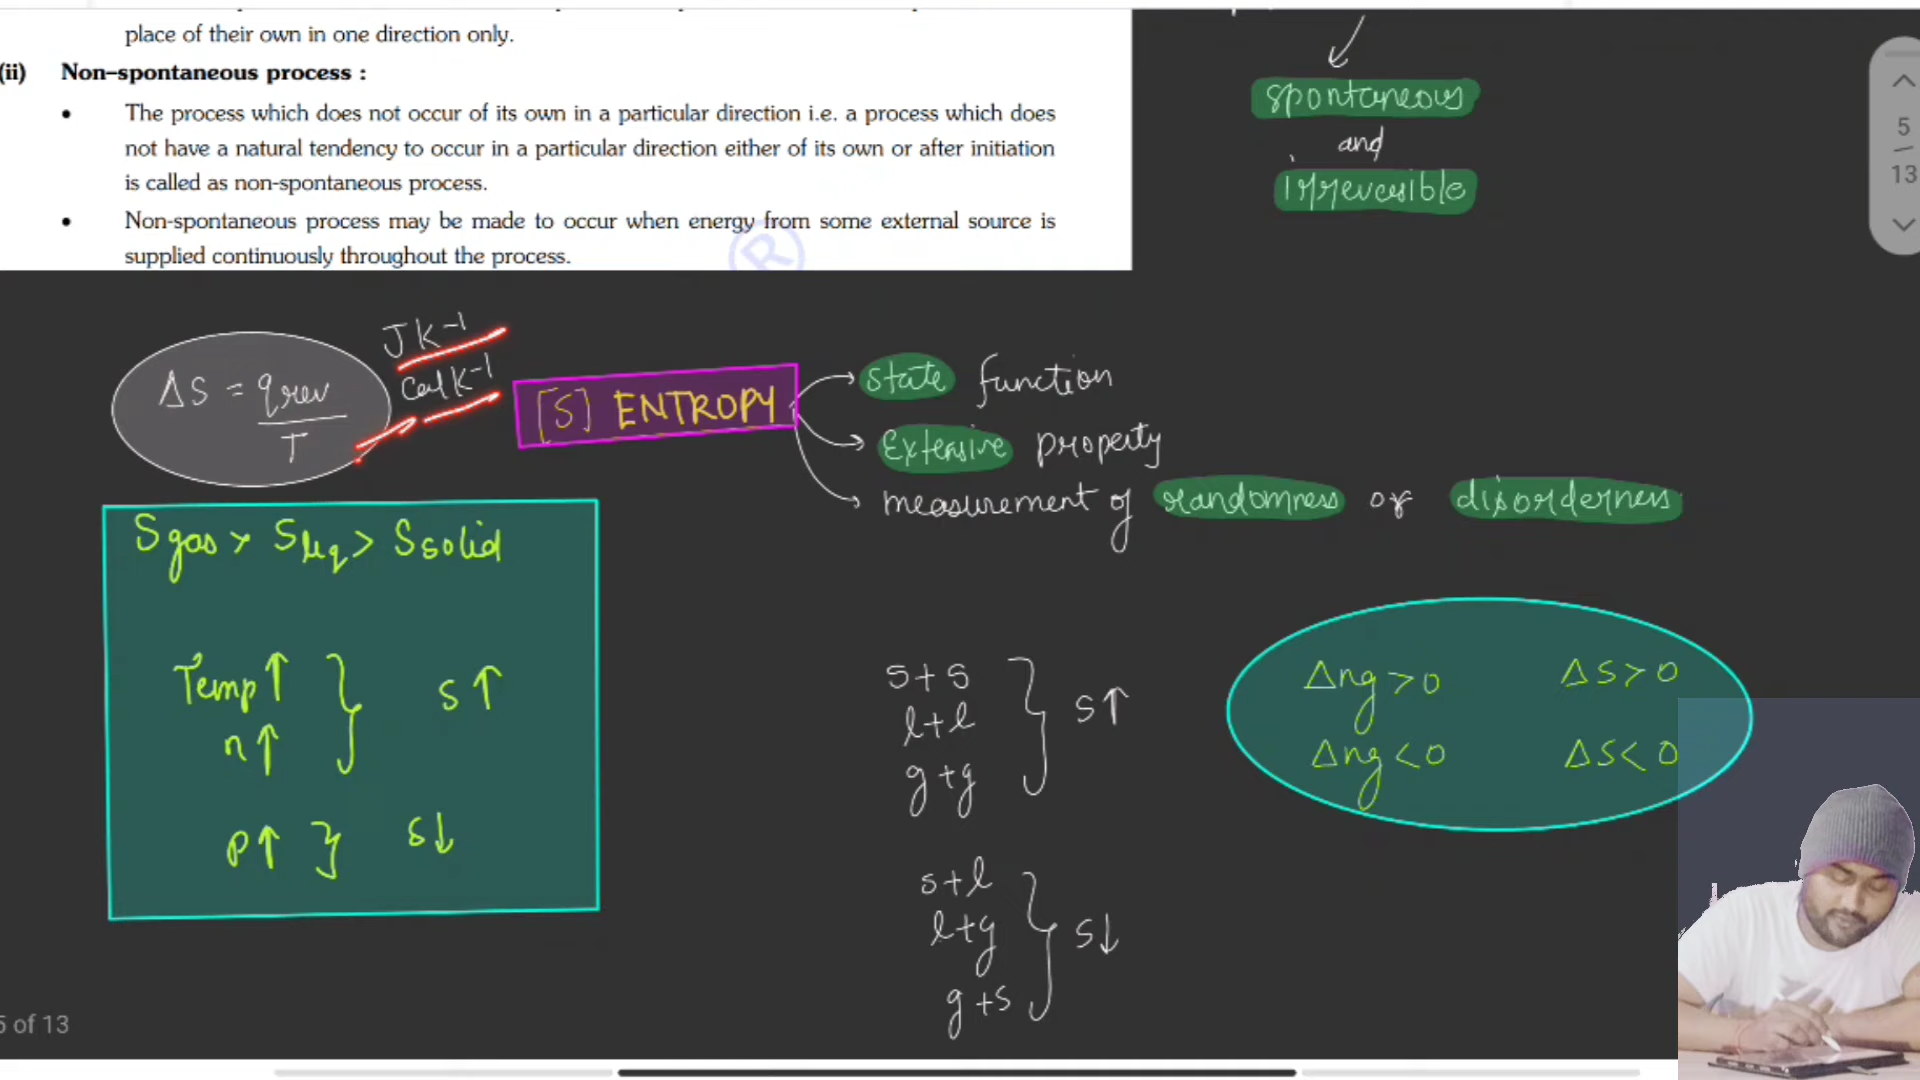 place of their own in one direction only.
(ii) Non-spontaneous process :
• The process which does not occur of its own in a particular direction i.e. a process which does
not have a natural tendency to occur in a particular direction either of its own or after initiation
is called as non-spontaneous process.
• Non-spontaneous process may be made to occur when energy from some external source is
supplied continuously throughout the process.
®
spontaneous
and
irreversible
5
13
ΔS = qrev / T
JK-1
Cal K-1
[S] ENTROPY
state function
Extensive property
measurement of randomness or disorderness
Sgas > Sliq > Ssolid
Temp↑
n↑
S↑
P↑ } S↓
s+s
l+l
g+g
S↑
s+l
l+g
g+s
S↓
Δng>0 ΔS>0
Δng<0 ΔS<0
5 of 13